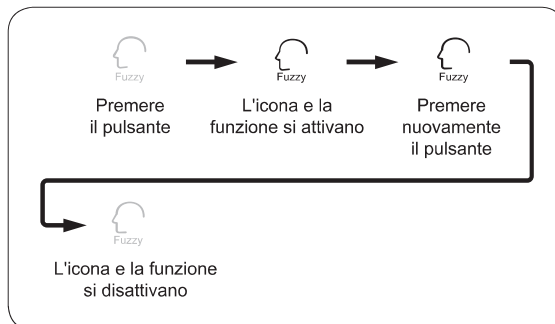 Fuzzy
Premere
il pulsante
Fuzzy
L'icona e la
funzione si attivano
Fuzzy
Premere
nuovamente
il pulsante
Fuzzy
L'icona e la funzione
si disattivano